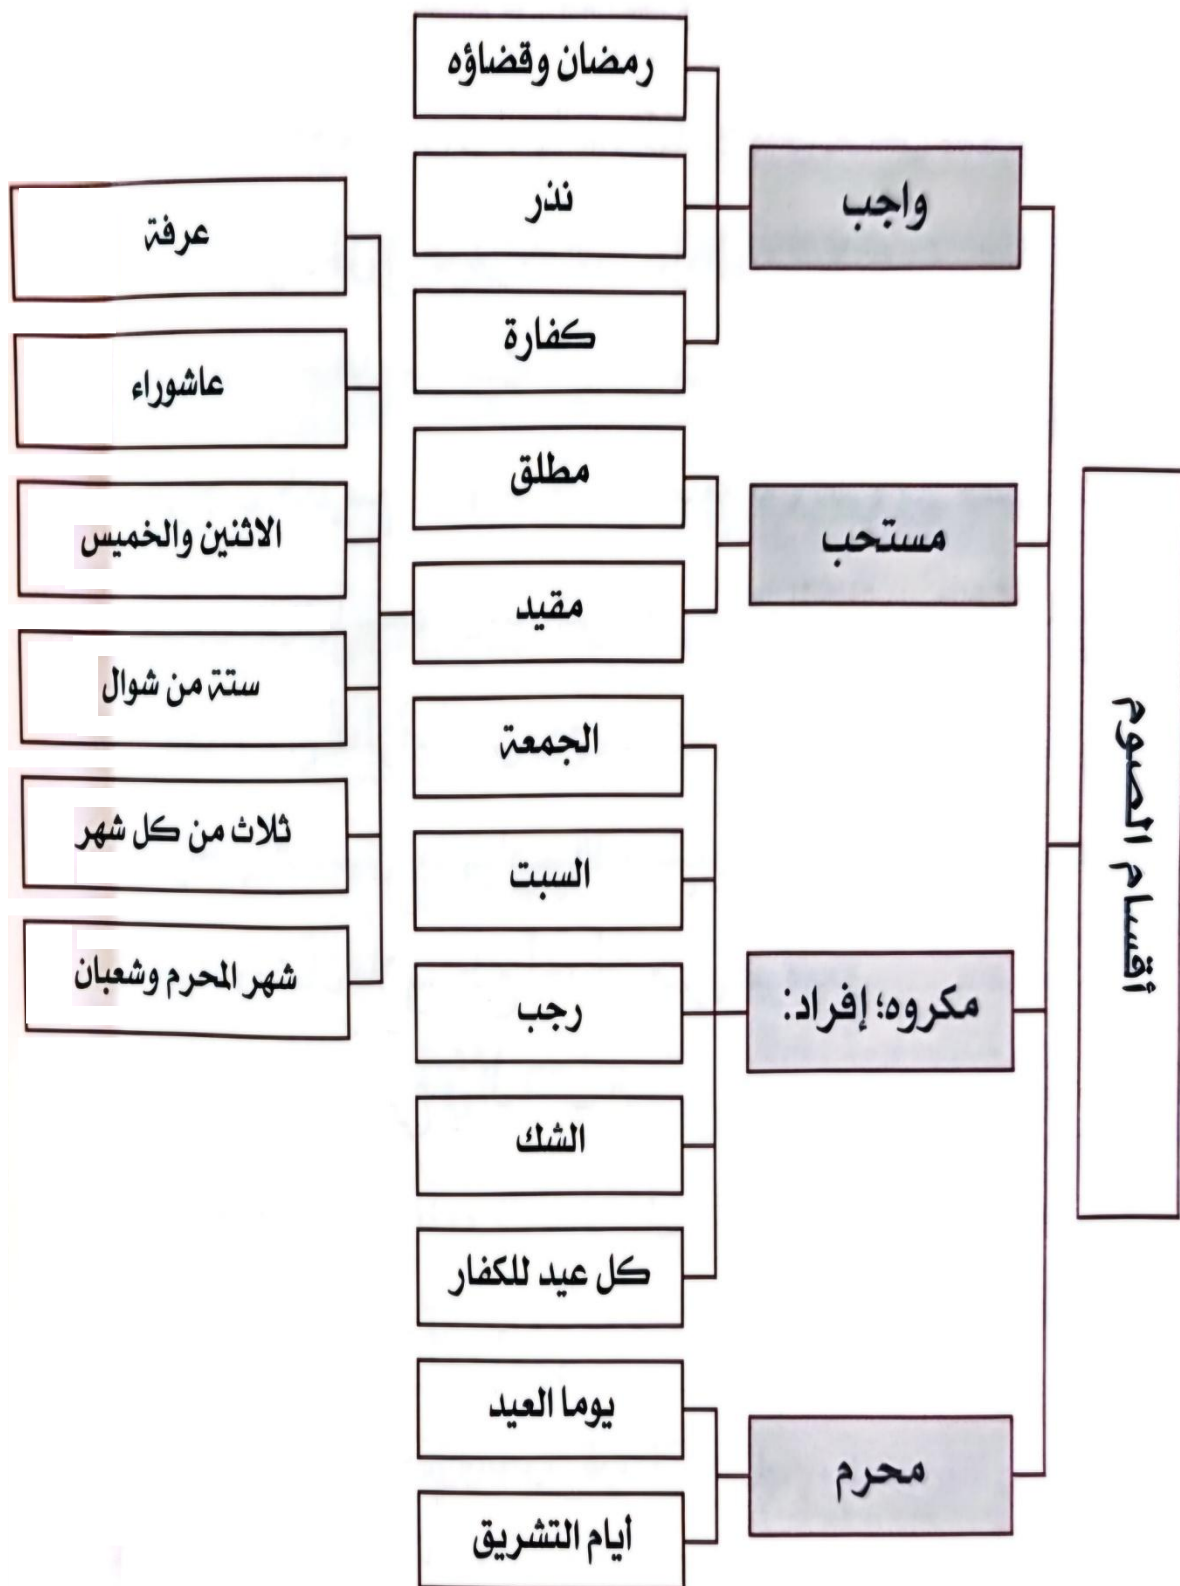 أقسام الصوم
واجب
رمضان وقضاؤه
نذر
كفارة
مستحب
مطلق
مقيد
عرفة
عاشوراء
الاثنين والخميس
ستة من شوال
ثلاث من كل شهر
شهر المحرم وشعبان
مكروه؛ إفراد:
الجمعة
السبت
رجب
الشك
كل عيد للكفار
محرم
يوما العيد
أيام التشريق